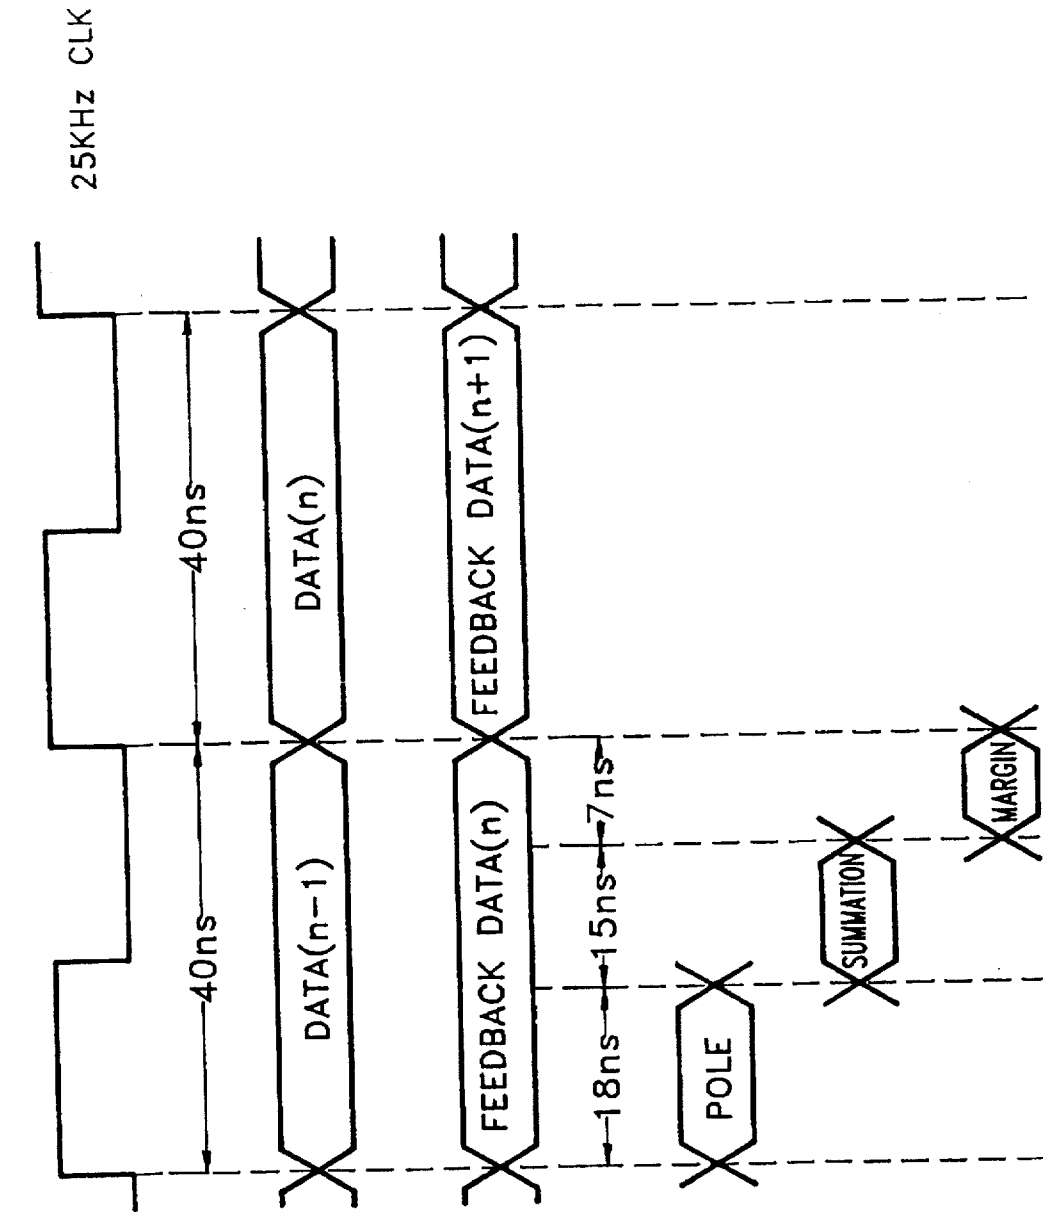 25KHz CLK
40ns
40ns
DATA(n-1)
DATA(n)
FEEDBACK DATA(n)
FEEDBACK DATA(n+1)
18ns
15ns
7ns
POLE
SUMMATION
MARGIN